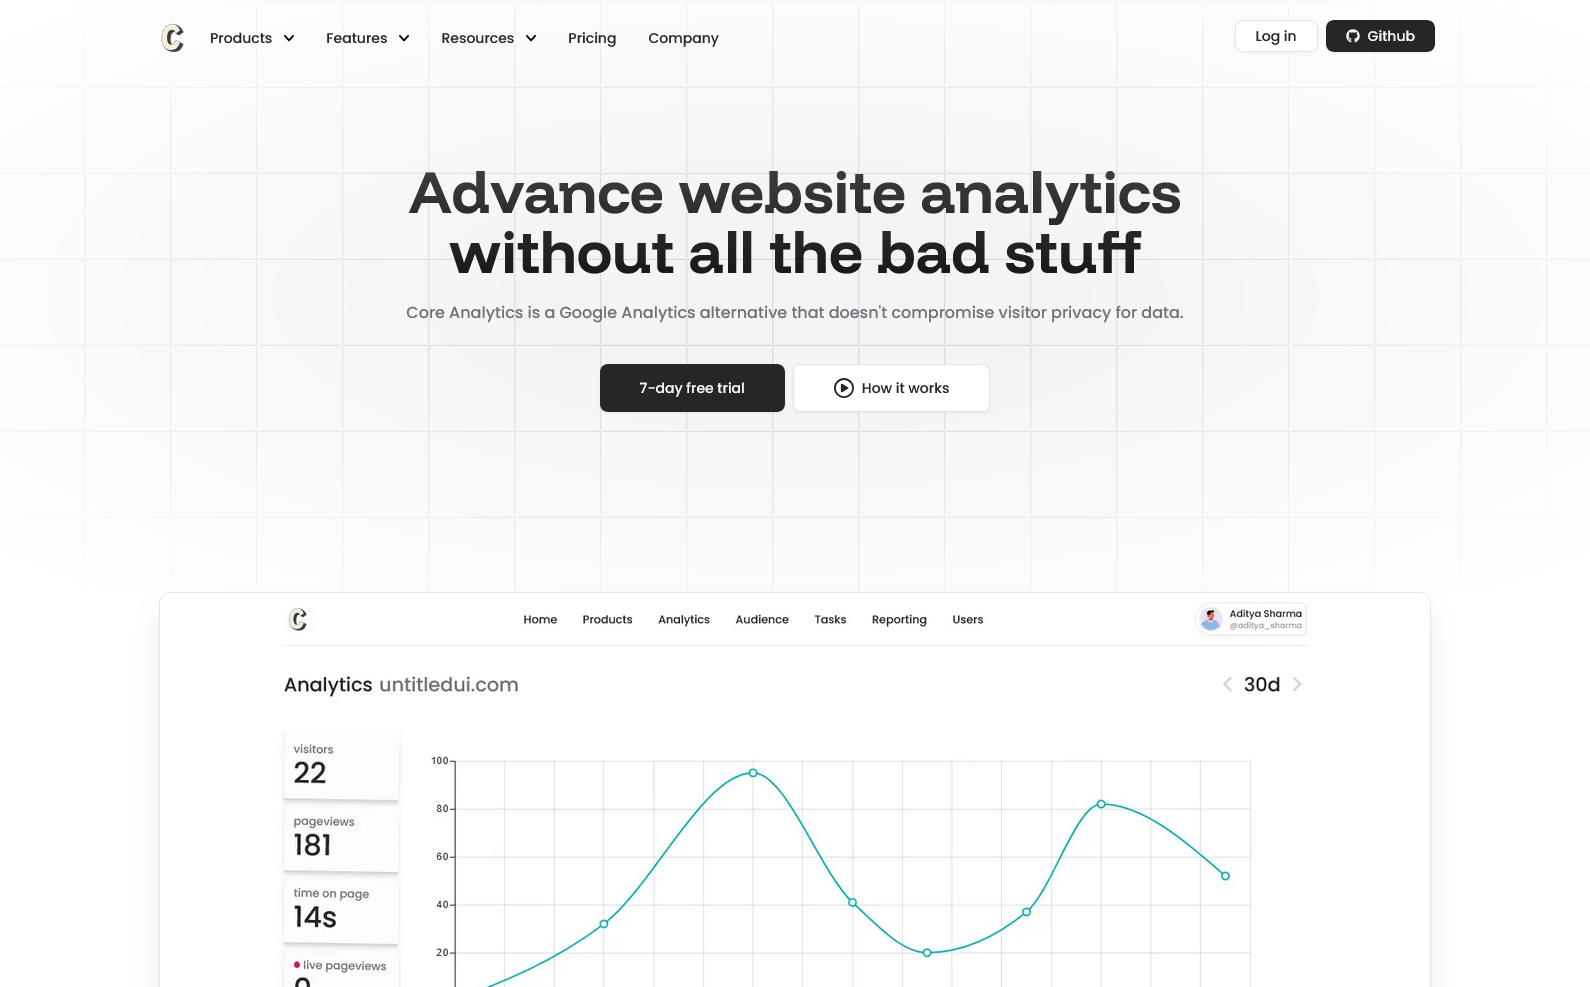 C
Products Features Resources Pricing Company
Log in Github
Advance website analytics
without all the bad stuff
Core Analytics is a Google Analytics alternative that doesn't compromise visitor privacy for data.
7-day free trial How it works
C
Home Products Analytics Audience Tasks Reporting Users
Aditya Sharma
@aditya_sharma
Analytics untitledui.com
30d
visitors
22
pageviews
181
time on page
14s
live pageviews
100
80
60
40
20